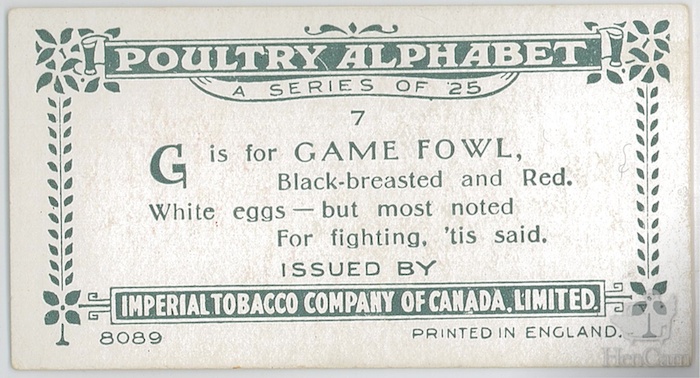 POULTRY ALPHABET
A SERIES OF '25
7
G is for GAME FOWL,
Black-breasted and Red.
White eggs — but most noted
For fighting, 'tis said.
ISSUED BY
IMPERIAL TOBACCO COMPANY OF CANADA, LIMITED.
8089 PRINTED IN ENGLAND.
HenCam